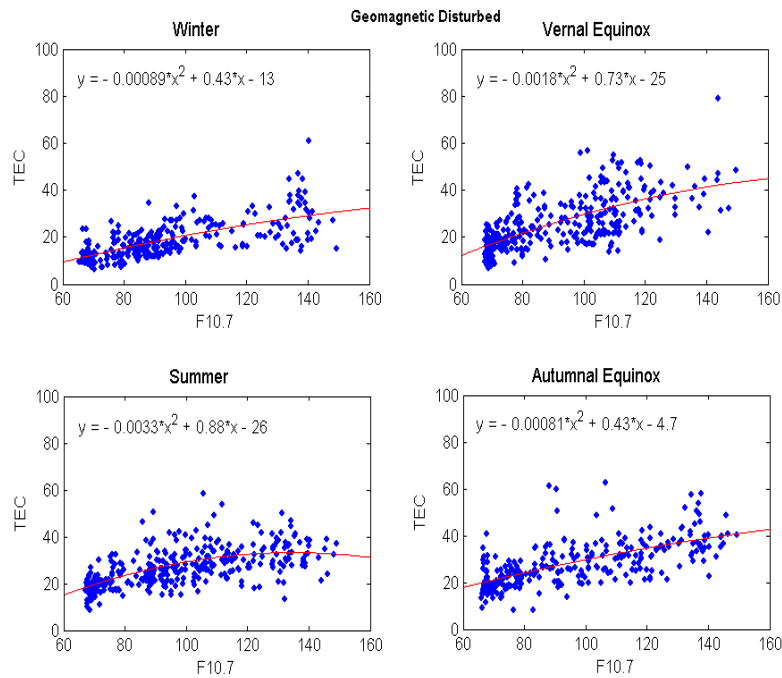 Geomagnetic Disturbed
Winter
y = - 0.00089*x² + 0.43*x - 13
100
80
60
40
20
0
TEC
60 80 100 120 140 160
F10.7
Vernal Equinox
y = - 0.0018*x² + 0.73*x - 25
100
80
60
40
20
0
TEC
60 80 100 120 140 160
F10.7
Summer
y = - 0.0033*x² + 0.88*x - 26
100
80
60
40
20
0
TEC
60 80 100 120 140 160
F10.7
Autumnal Equinox
y = - 0.00081*x² + 0.43*x - 4.7
100
80
60
40
20
0
TEC
60 80 100 120 140 160
F10.7